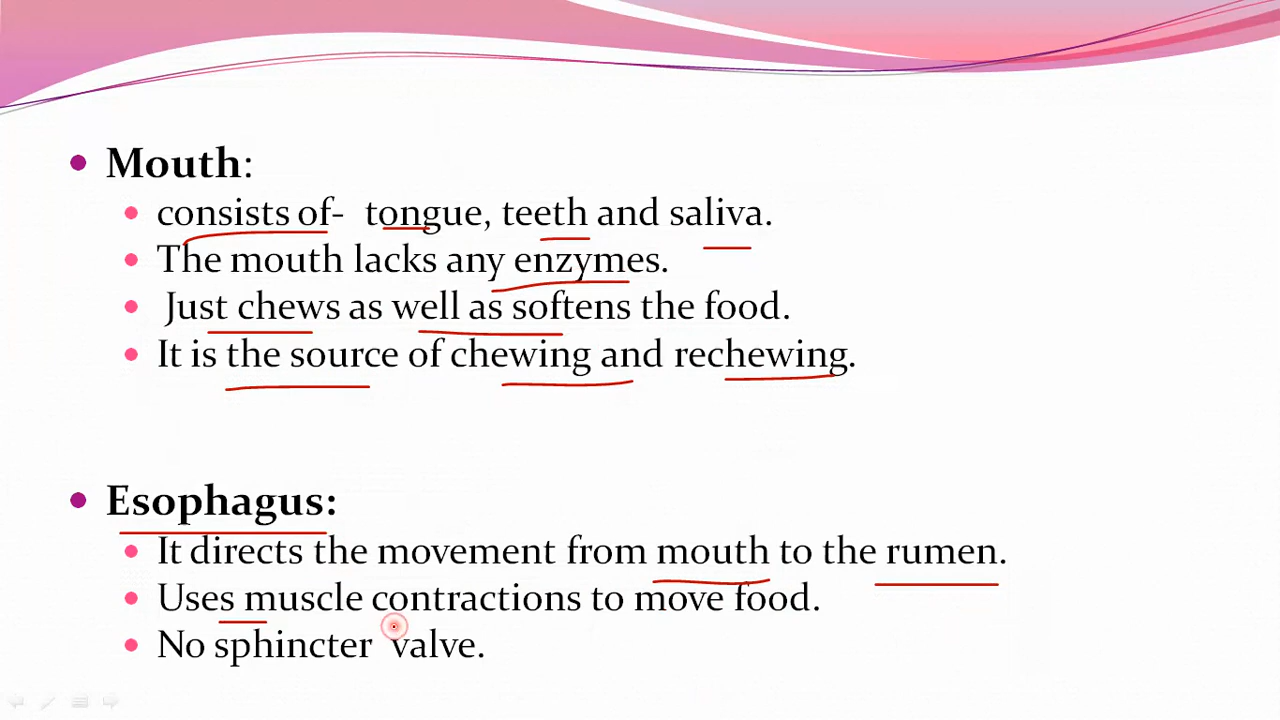 Mouth:
consists of- tongue, teeth and saliva.
The mouth lacks any enzymes.
Just chews as well as softens the food.
It is the source of chewing and rechewing.
Esophagus:
It directs the movement from mouth to the rumen.
Uses muscle contractions to move food.
No sphincter valve.